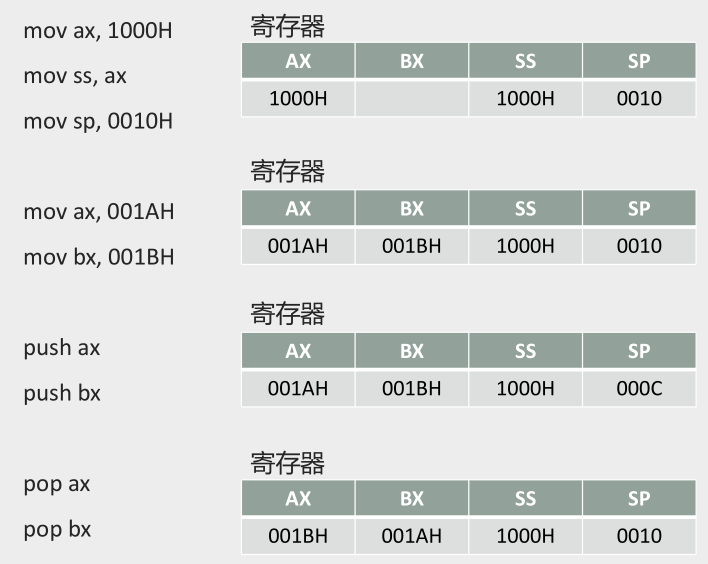 mov ax, 1000H
mov ss, ax
mov sp, 0010H
寄存器
AX BX SS SP
1000H 1000H 0010
mov ax, 001AH
mov bx, 001BH
寄存器
AX BX SS SP
001AH 001BH 1000H 0010
push ax
push bx
寄存器
AX BX SS SP
001AH 001BH 1000H 000C
pop ax
pop bx
寄存器
AX BX SS SP
001BH 001AH 1000H 0010